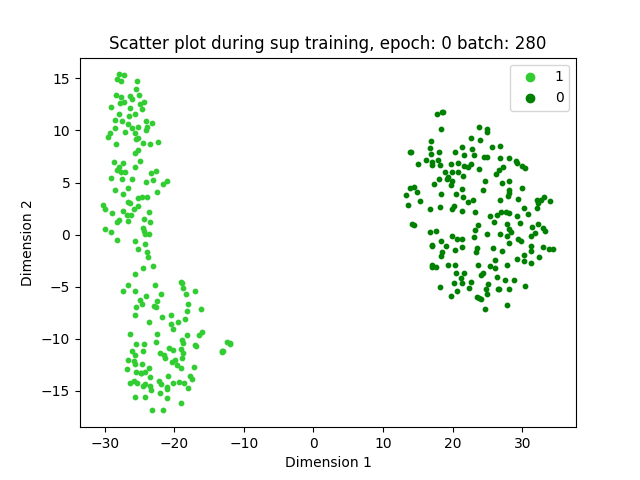 Scatter plot during sup training, epoch: 0 batch: 280
1
0
15
10
5
0
−5
−10
−15
Dimension 2
−30 −20 −10 0 10 20 30
Dimension 1